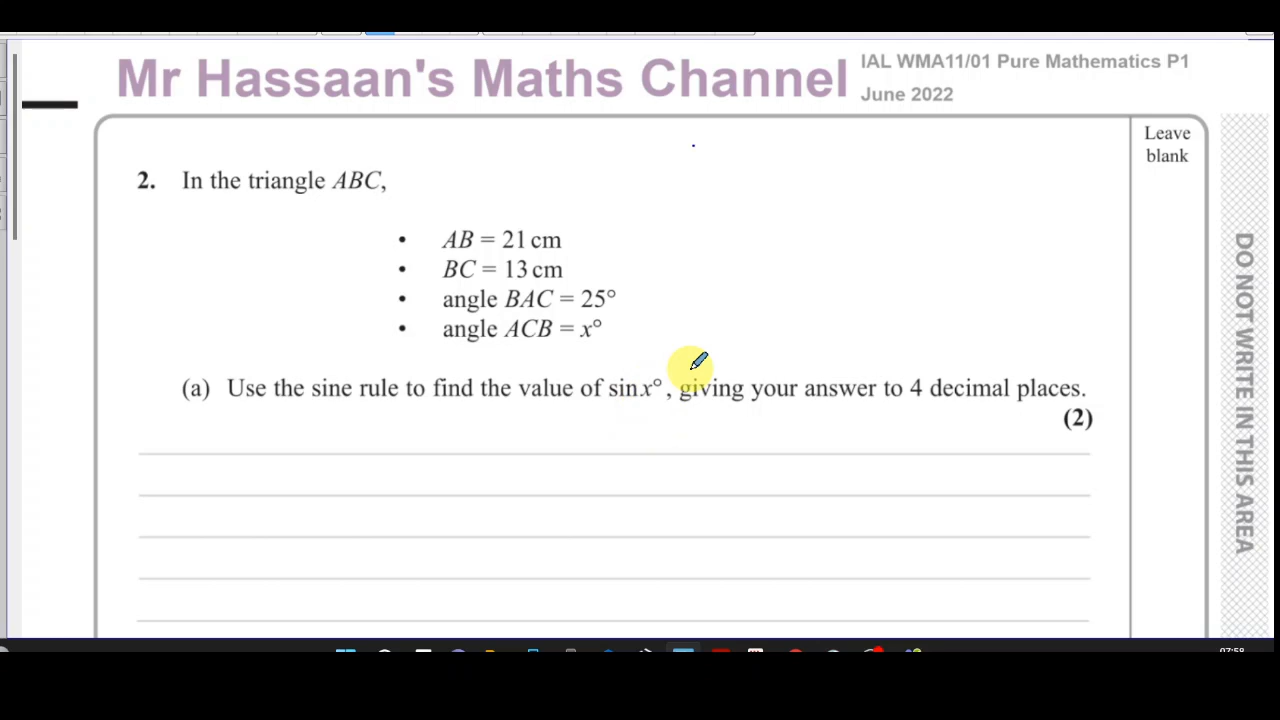 Mr Hassaan's Maths Channel
IAL WMA11/01 Pure Mathematics P1
June 2022
Leave
blank
2. In the triangle ABC,
• AB = 21 cm
• BC = 13 cm
• angle BAC = 25°
• angle ACB = x°
(a) Use the sine rule to find the value of sin x°, giving your answer to 4 decimal places.
(2)
DO NOT WRITE IN THIS AREA